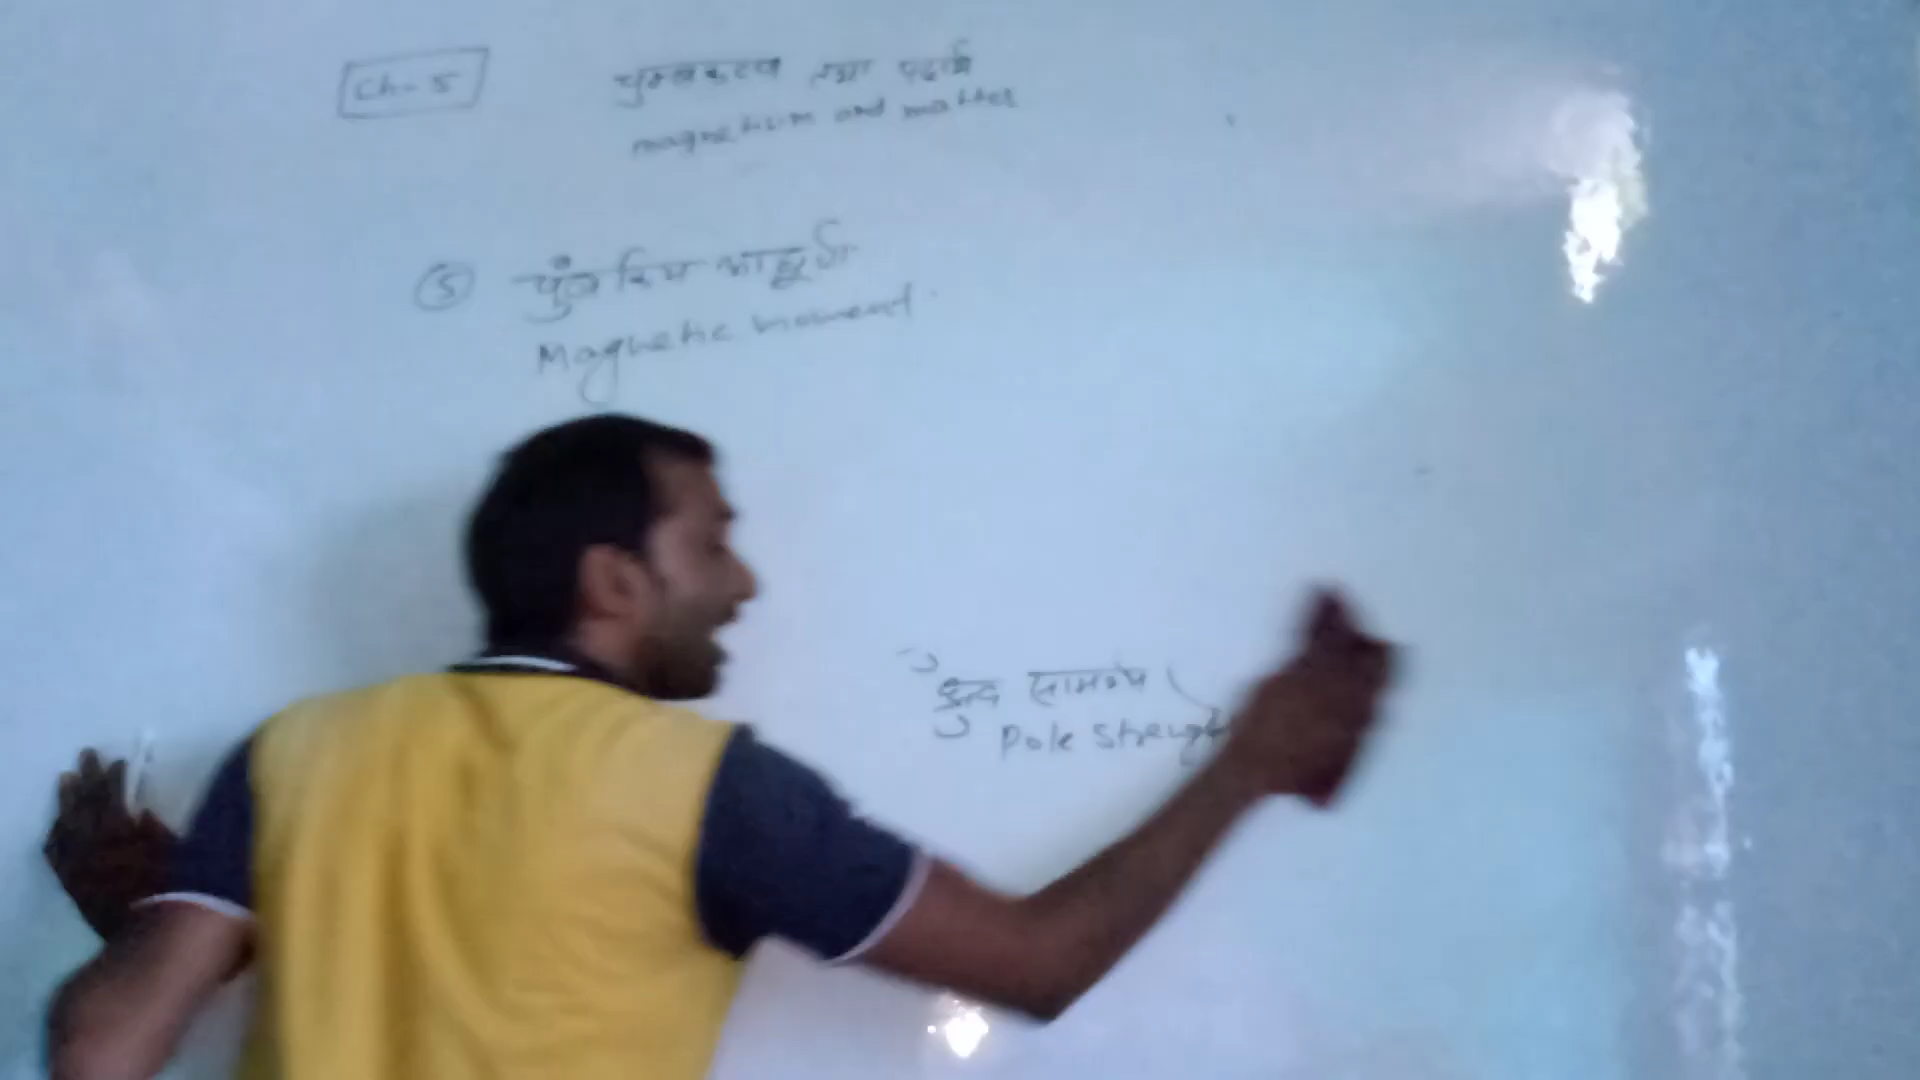 Ch-5
चुम्बकत्व तथा पदार्थ
magnetism and matter
⑤ चुंबकिय आघूर्ण
Magnetic moment.
ध्रुव सामर्थ्य
Pole Strength